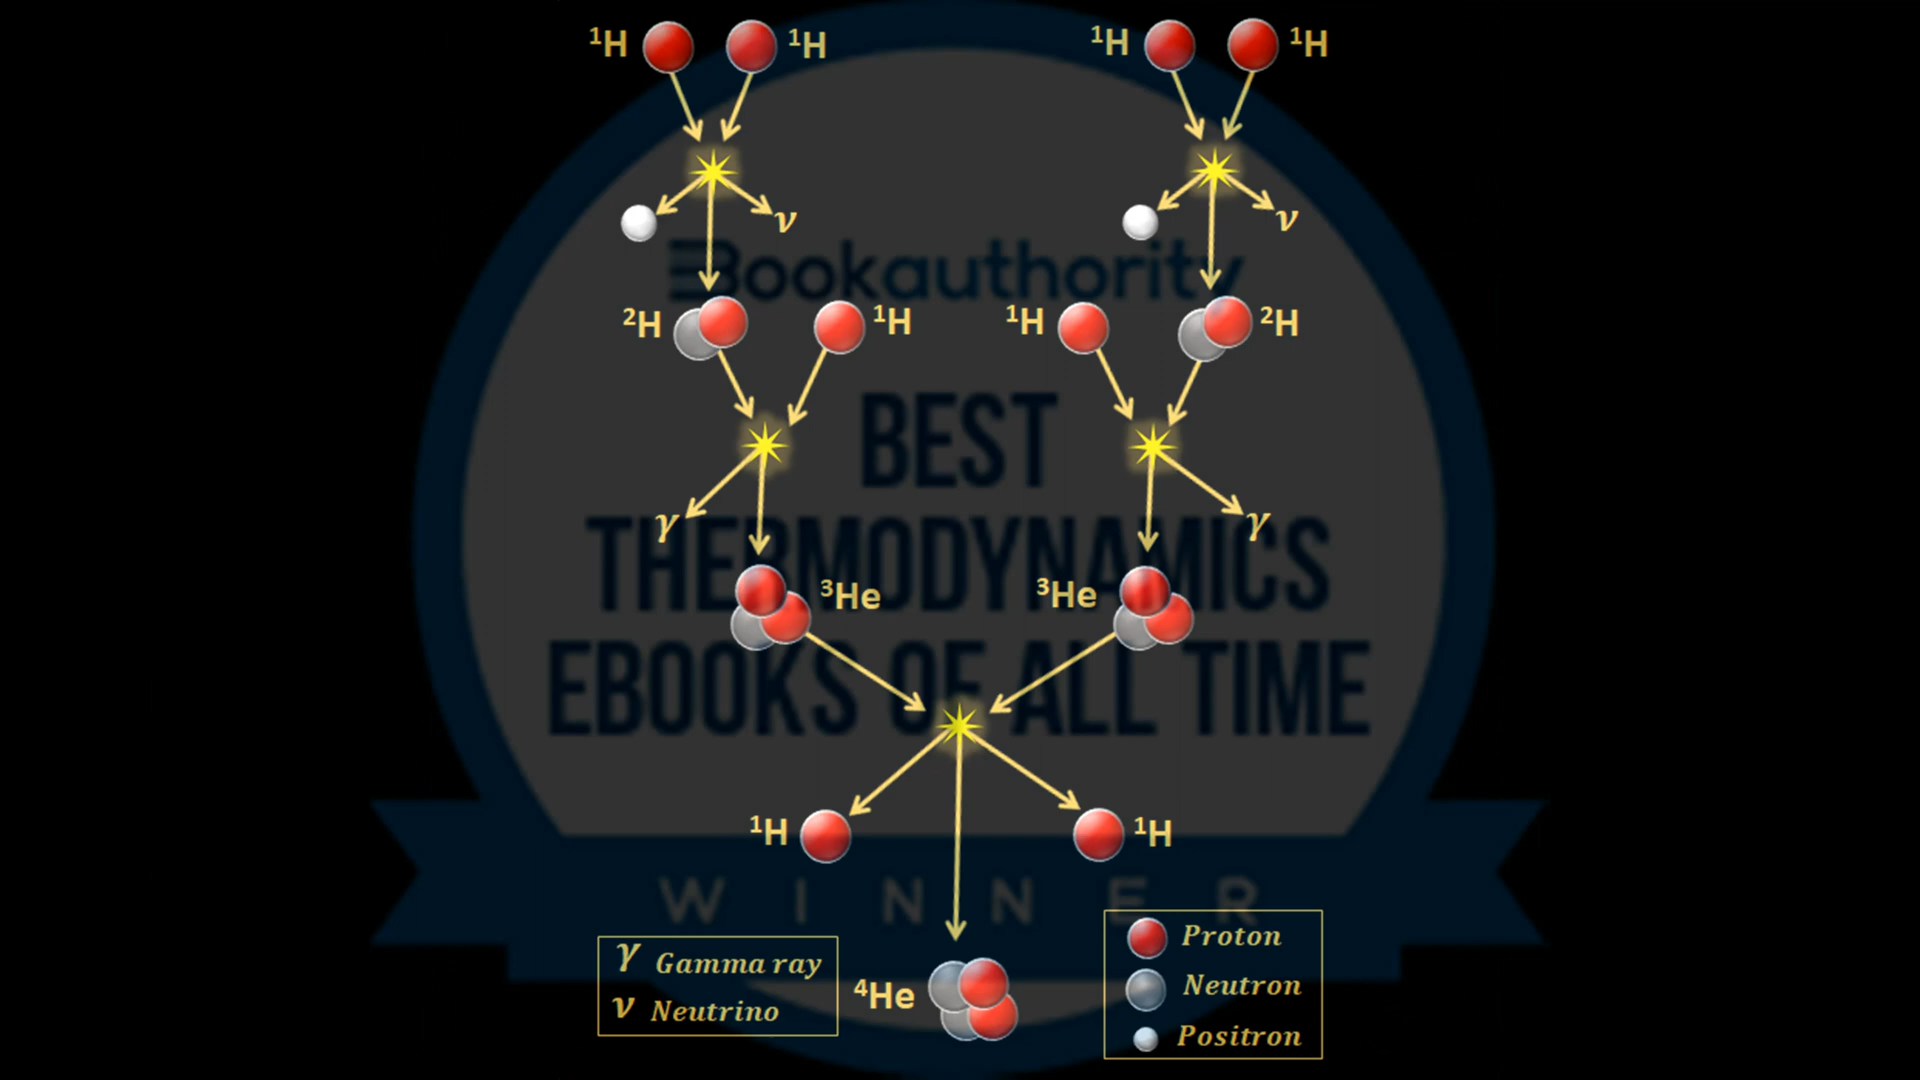 ¹H ¹H ¹H ¹H
ν ν
Bookauthority
²H ¹H ¹H ²H
BEST
γ γ
THERMODYNAMICS
³He ³He
EBOOKS OF ALL TIME
¹H ¹H
WINNER
γ Gamma ray
ν Neutrino
⁴He
Proton
Neutron
Positron